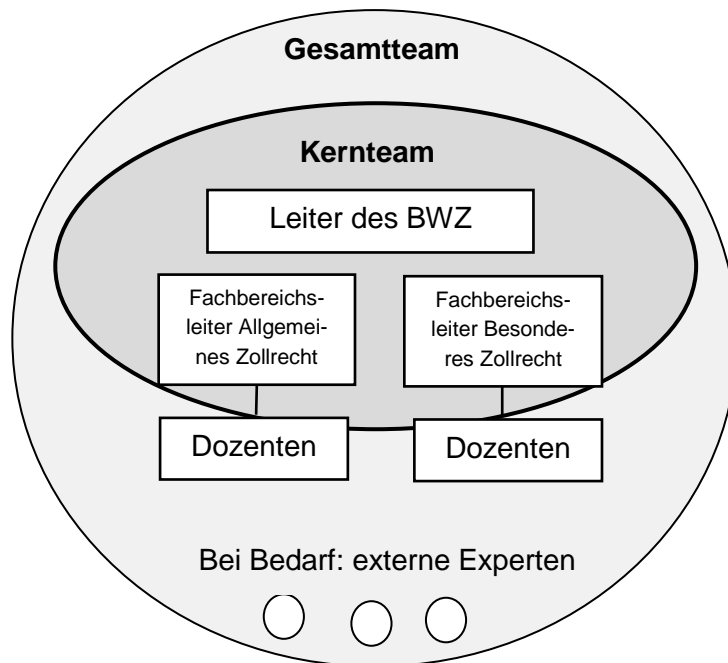 Gesamtteam
Kernteam
Leiter des BWZ
Fachbereichs-
leiter Allgemei-
nes Zollrecht
Fachbereichs-
leiter Besonde-
res Zollrecht
Dozenten
Dozenten
Bei Bedarf: externe Experten